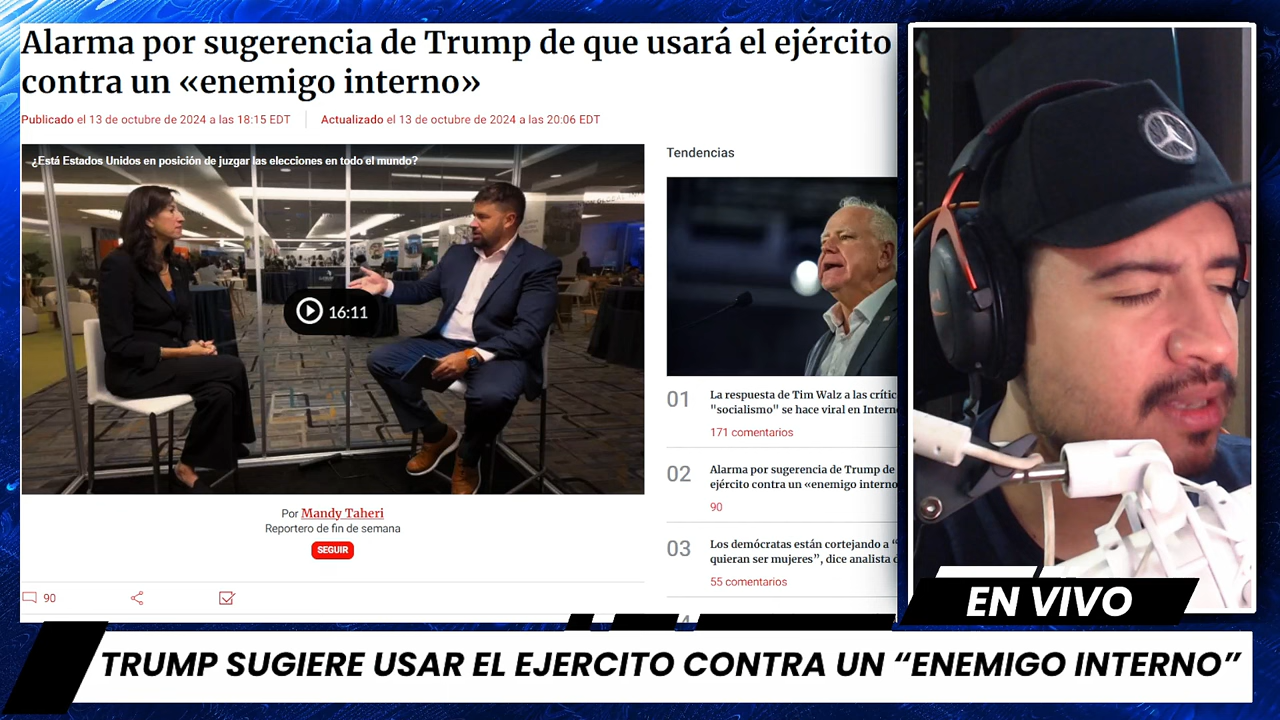 Alarma por sugerencia de Trump de que usará el ejército
contra un «enemigo interno»
Publicado el 13 de octubre de 2024 a las 18:15 EDT
Actualizado el 13 de octubre de 2024 a las 20:06 EDT
¿Está Estados Unidos en posición de juzgar las elecciones en todo el mundo?
16:11
Por Mandy Taheri
Reportero de fin de semana
SEGUIR
90
Tendencias
01
La respuesta de Tim Walz a las crític
"socialismo" se hace viral en Intern
171 comentarios
02
Alarma por sugerencia de Trump de
ejército contra un «enemigo interno
90
03
Los demócratas están cortejando a "
quieran ser mujeres”, dice analista
55 comentarios
EN VIVO
TRUMP SUGIERE USAR EL EJERCITO CONTRA UN “ENEMIGO INTERNO”